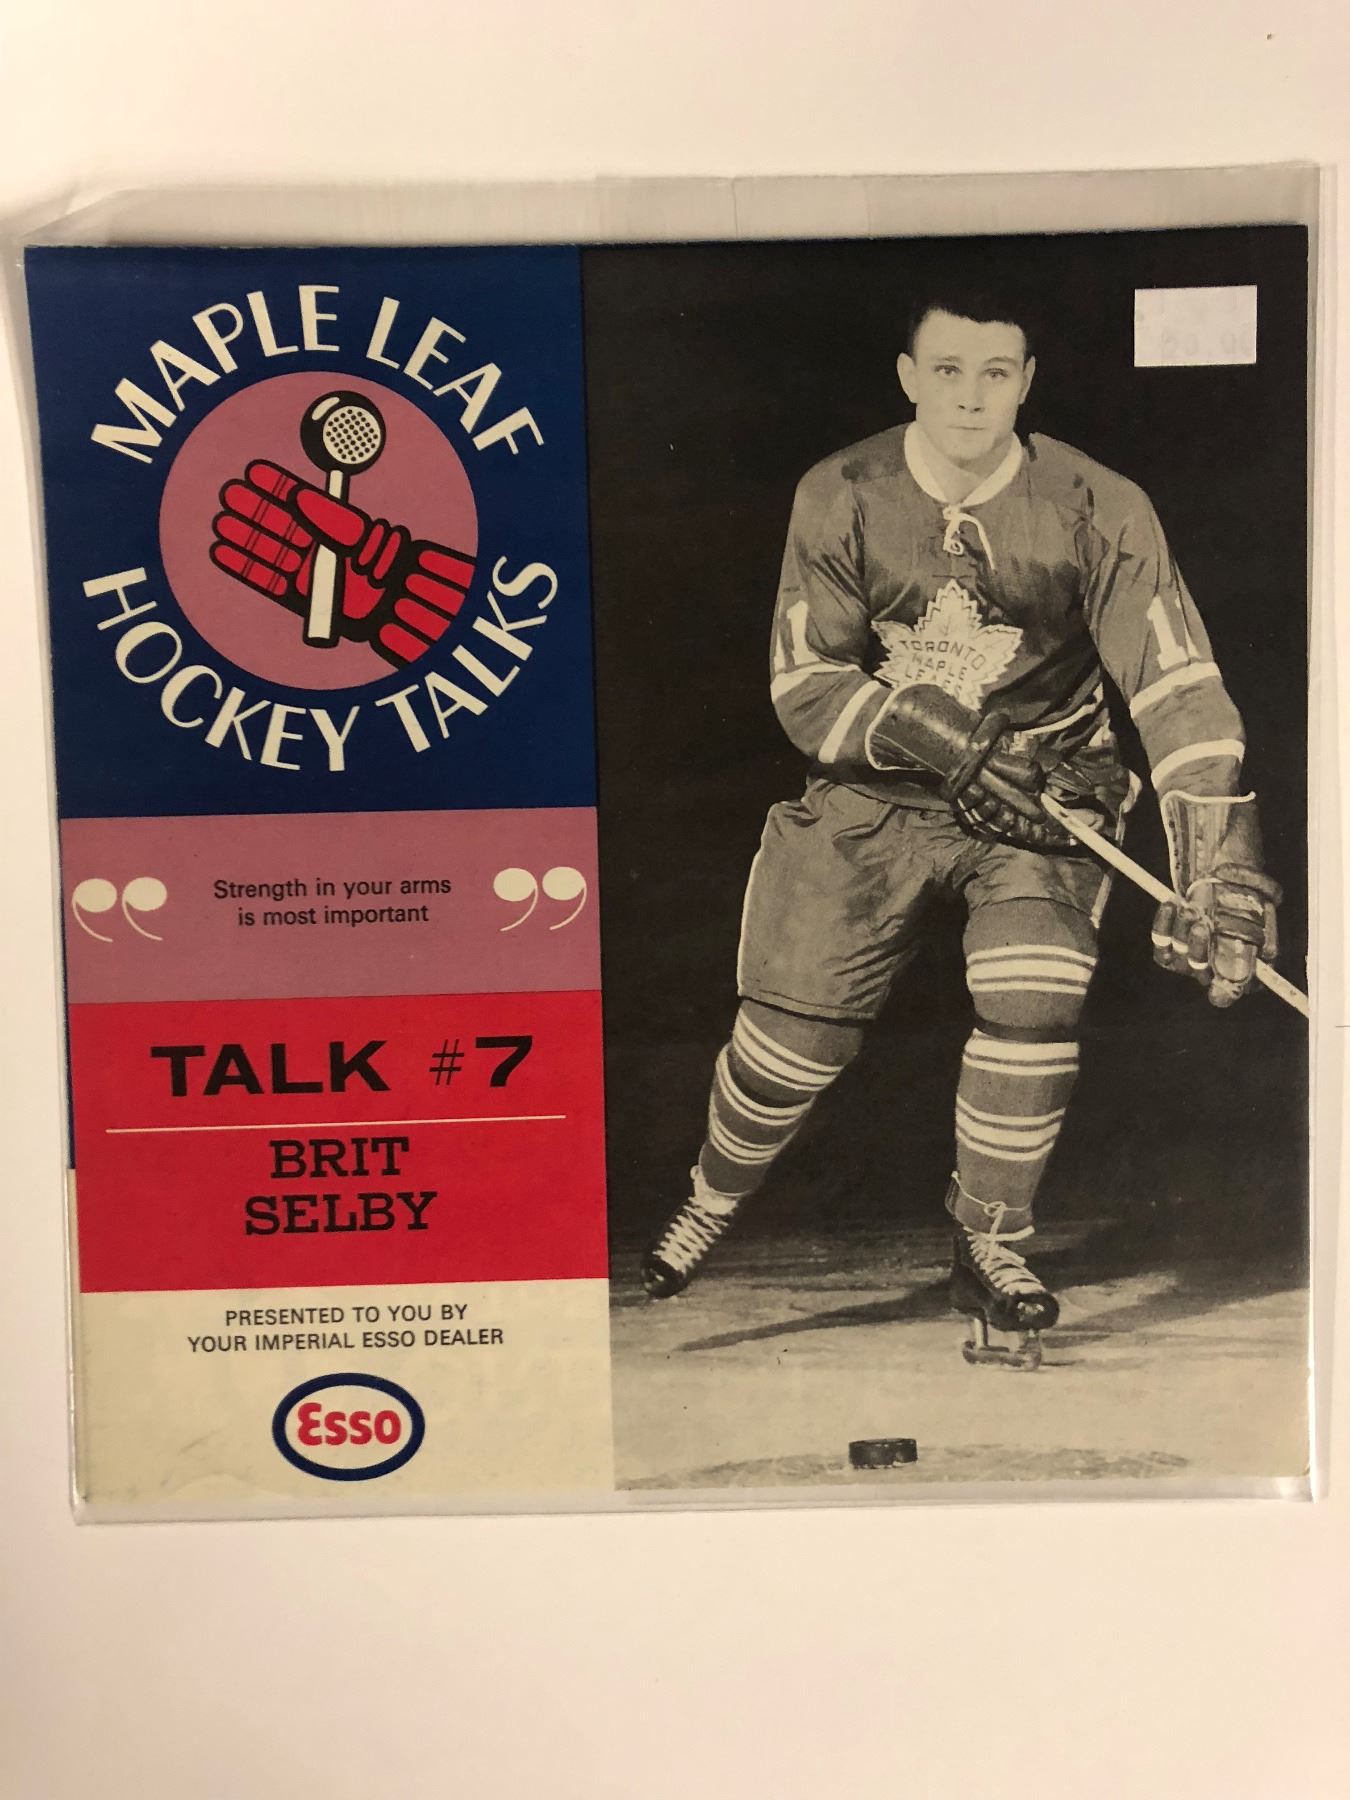 MAPLE LEAF
HOCKEY TALKS
Strength in your arms
is most important
TALK #7
BRIT
SELBY
PRESENTED TO YOU BY
YOUR IMPERIAL ESSO DEALER
Esso
TORONTO
MAPLE
LEAFS
1
11